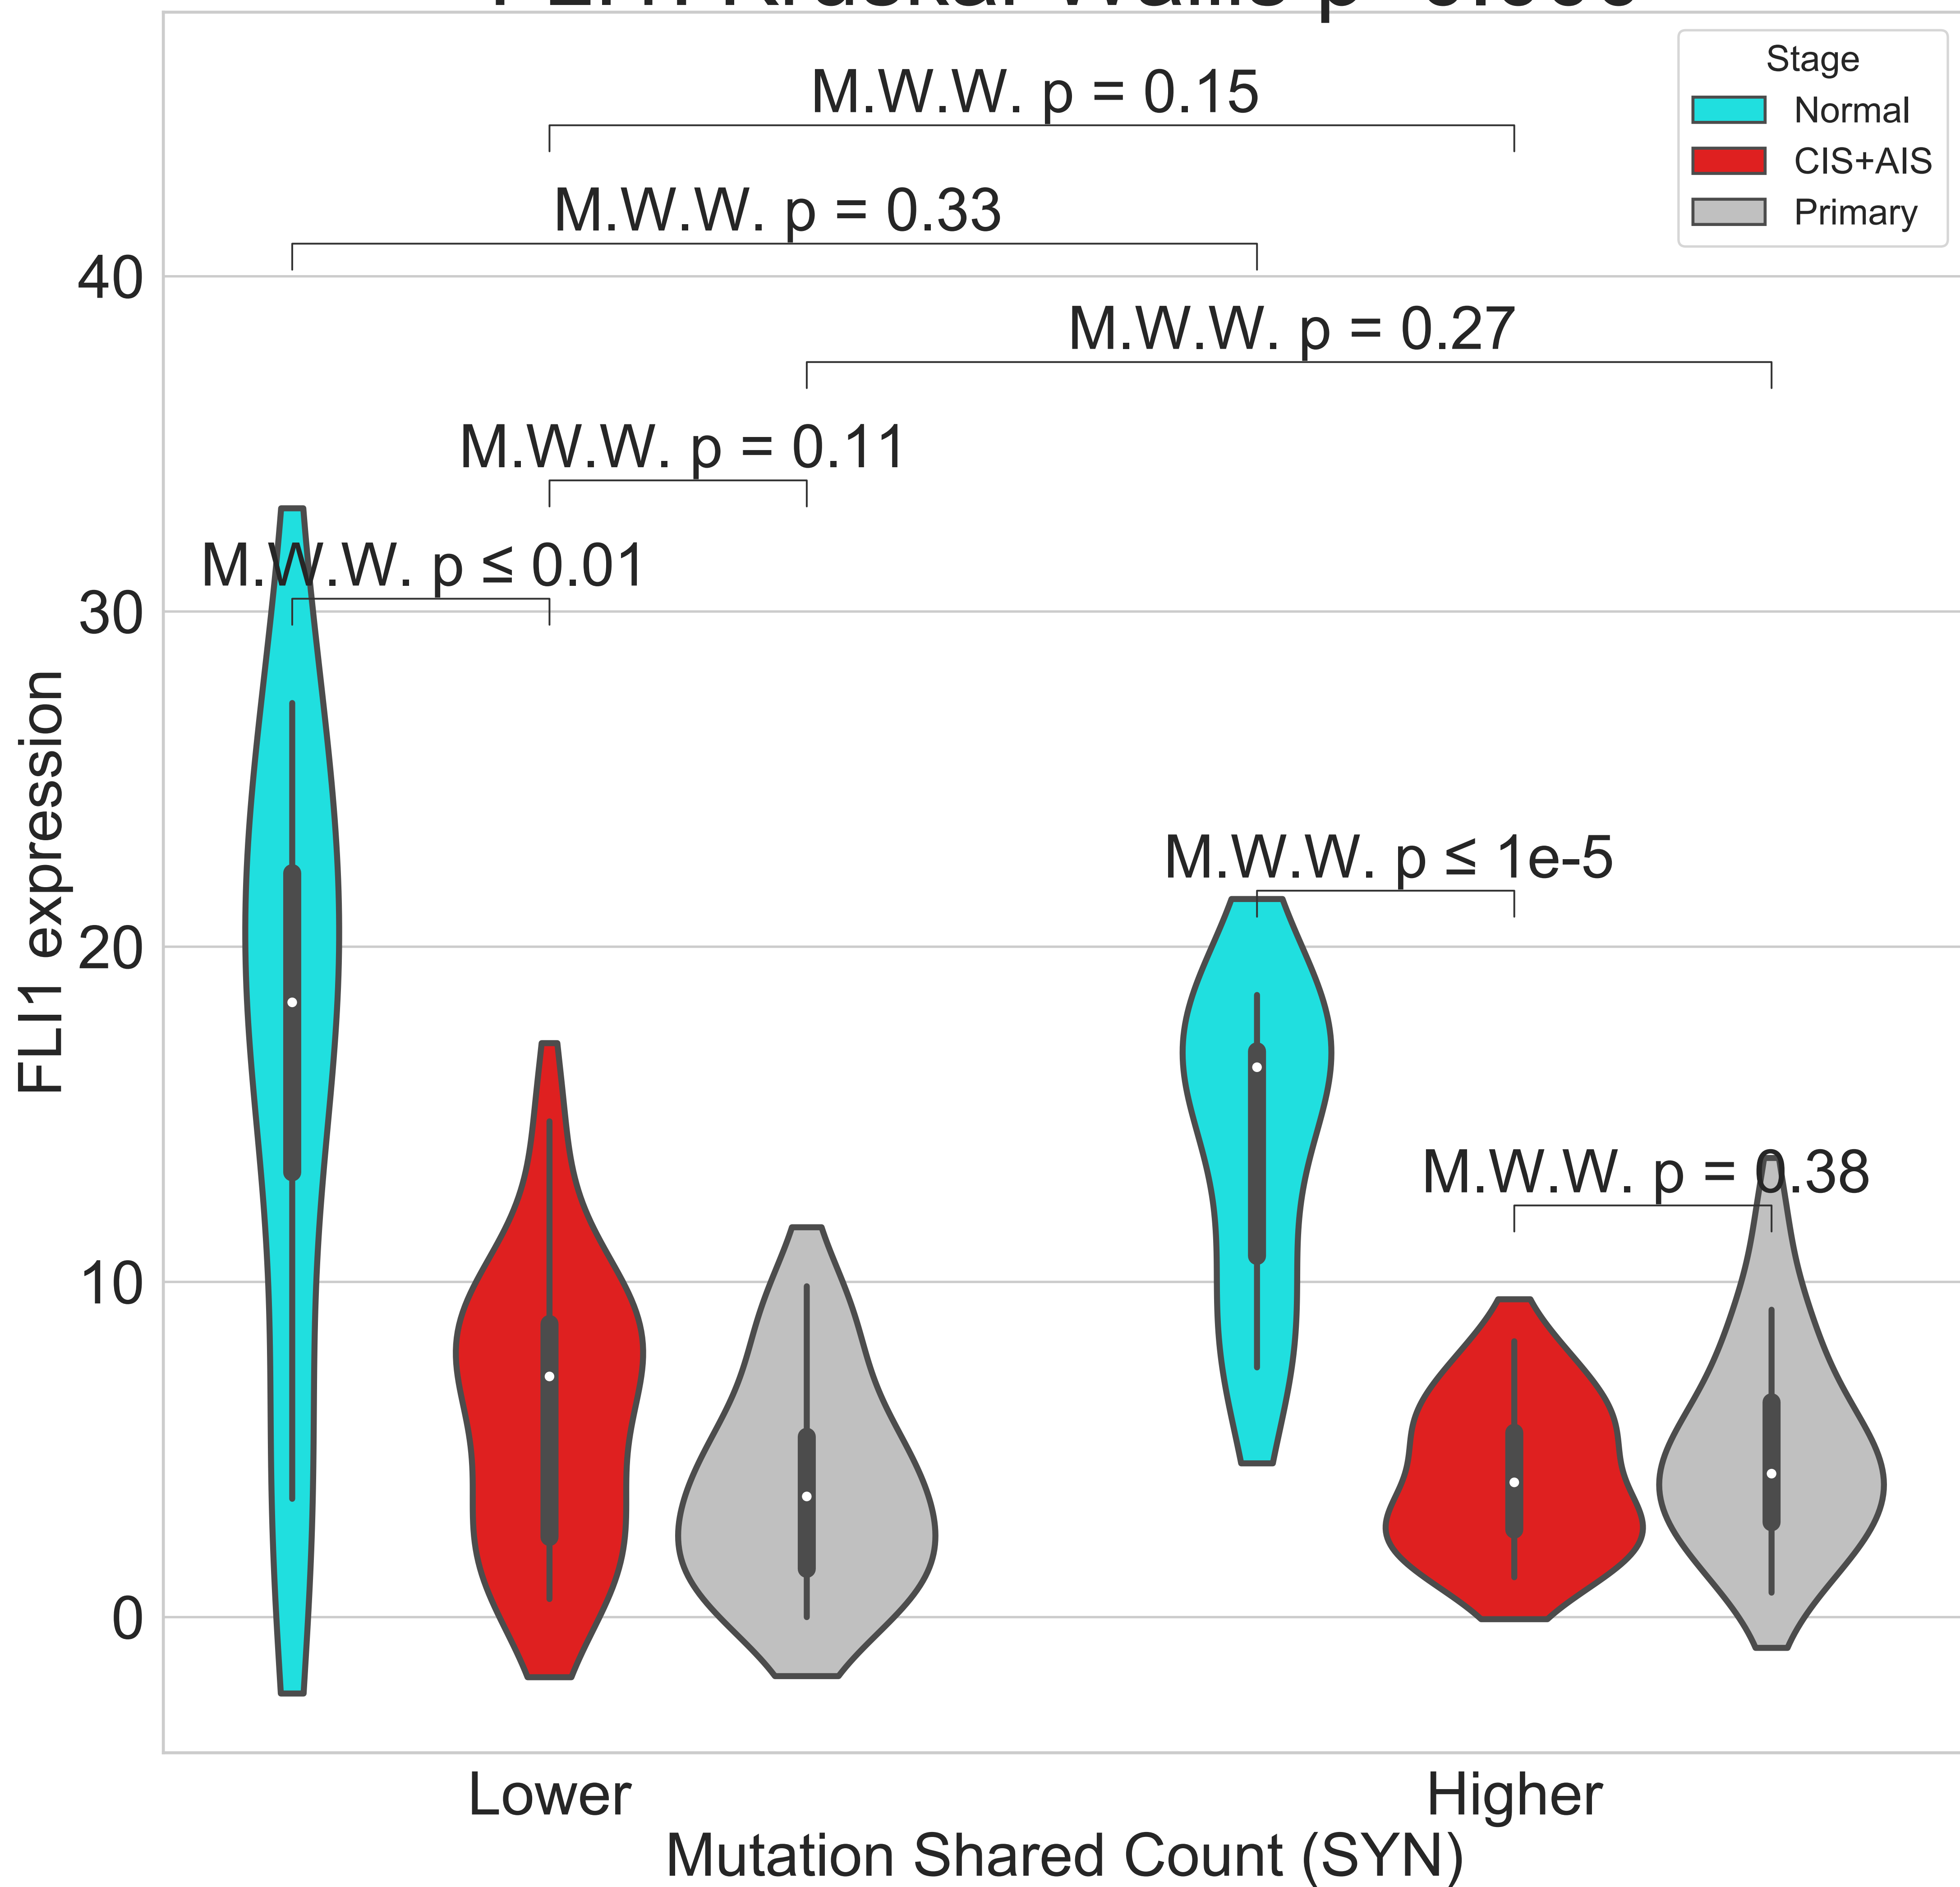 Stage
Normal
CIS+AIS
Primary
M.W.W. p = 0.15
M.W.W. p = 0.33
M.W.W. p = 0.27
M.W.W. p = 0.11
M.W.W. p ≤ 0.01
M.W.W. p ≤ 1e-5
M.W.W. p = 0.38
40
30
20
10
0
FLI1 expression
Lower
Higher
Mutation Shared Count (SYN)